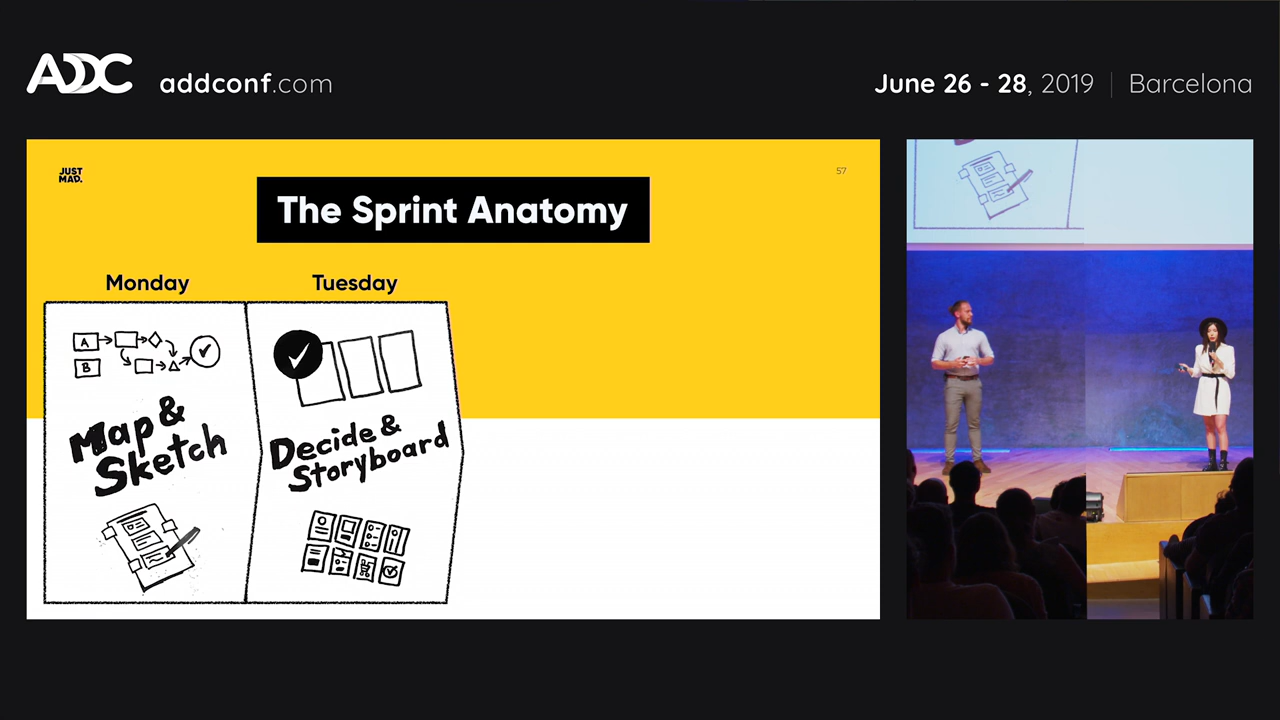 ADDC
addconf.com
June 26 - 28, 2019 | Barcelona
JUST
MAD.
57
The Sprint Anatomy
Monday
Tuesday
A
B
Map &
Sketch
Decide &
Storyboard